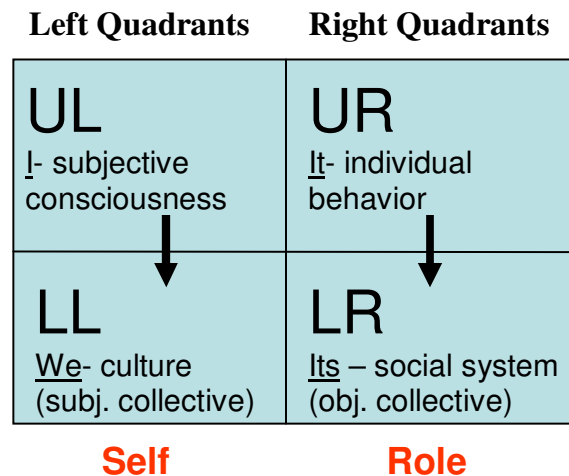 Left Quadrants
Right Quadrants
UL
I- subjective
consciousness
UR
It- individual
behavior
LL
We- culture
(subj. collective)
LR
Its – social system
(obj. collective)
Self
Role